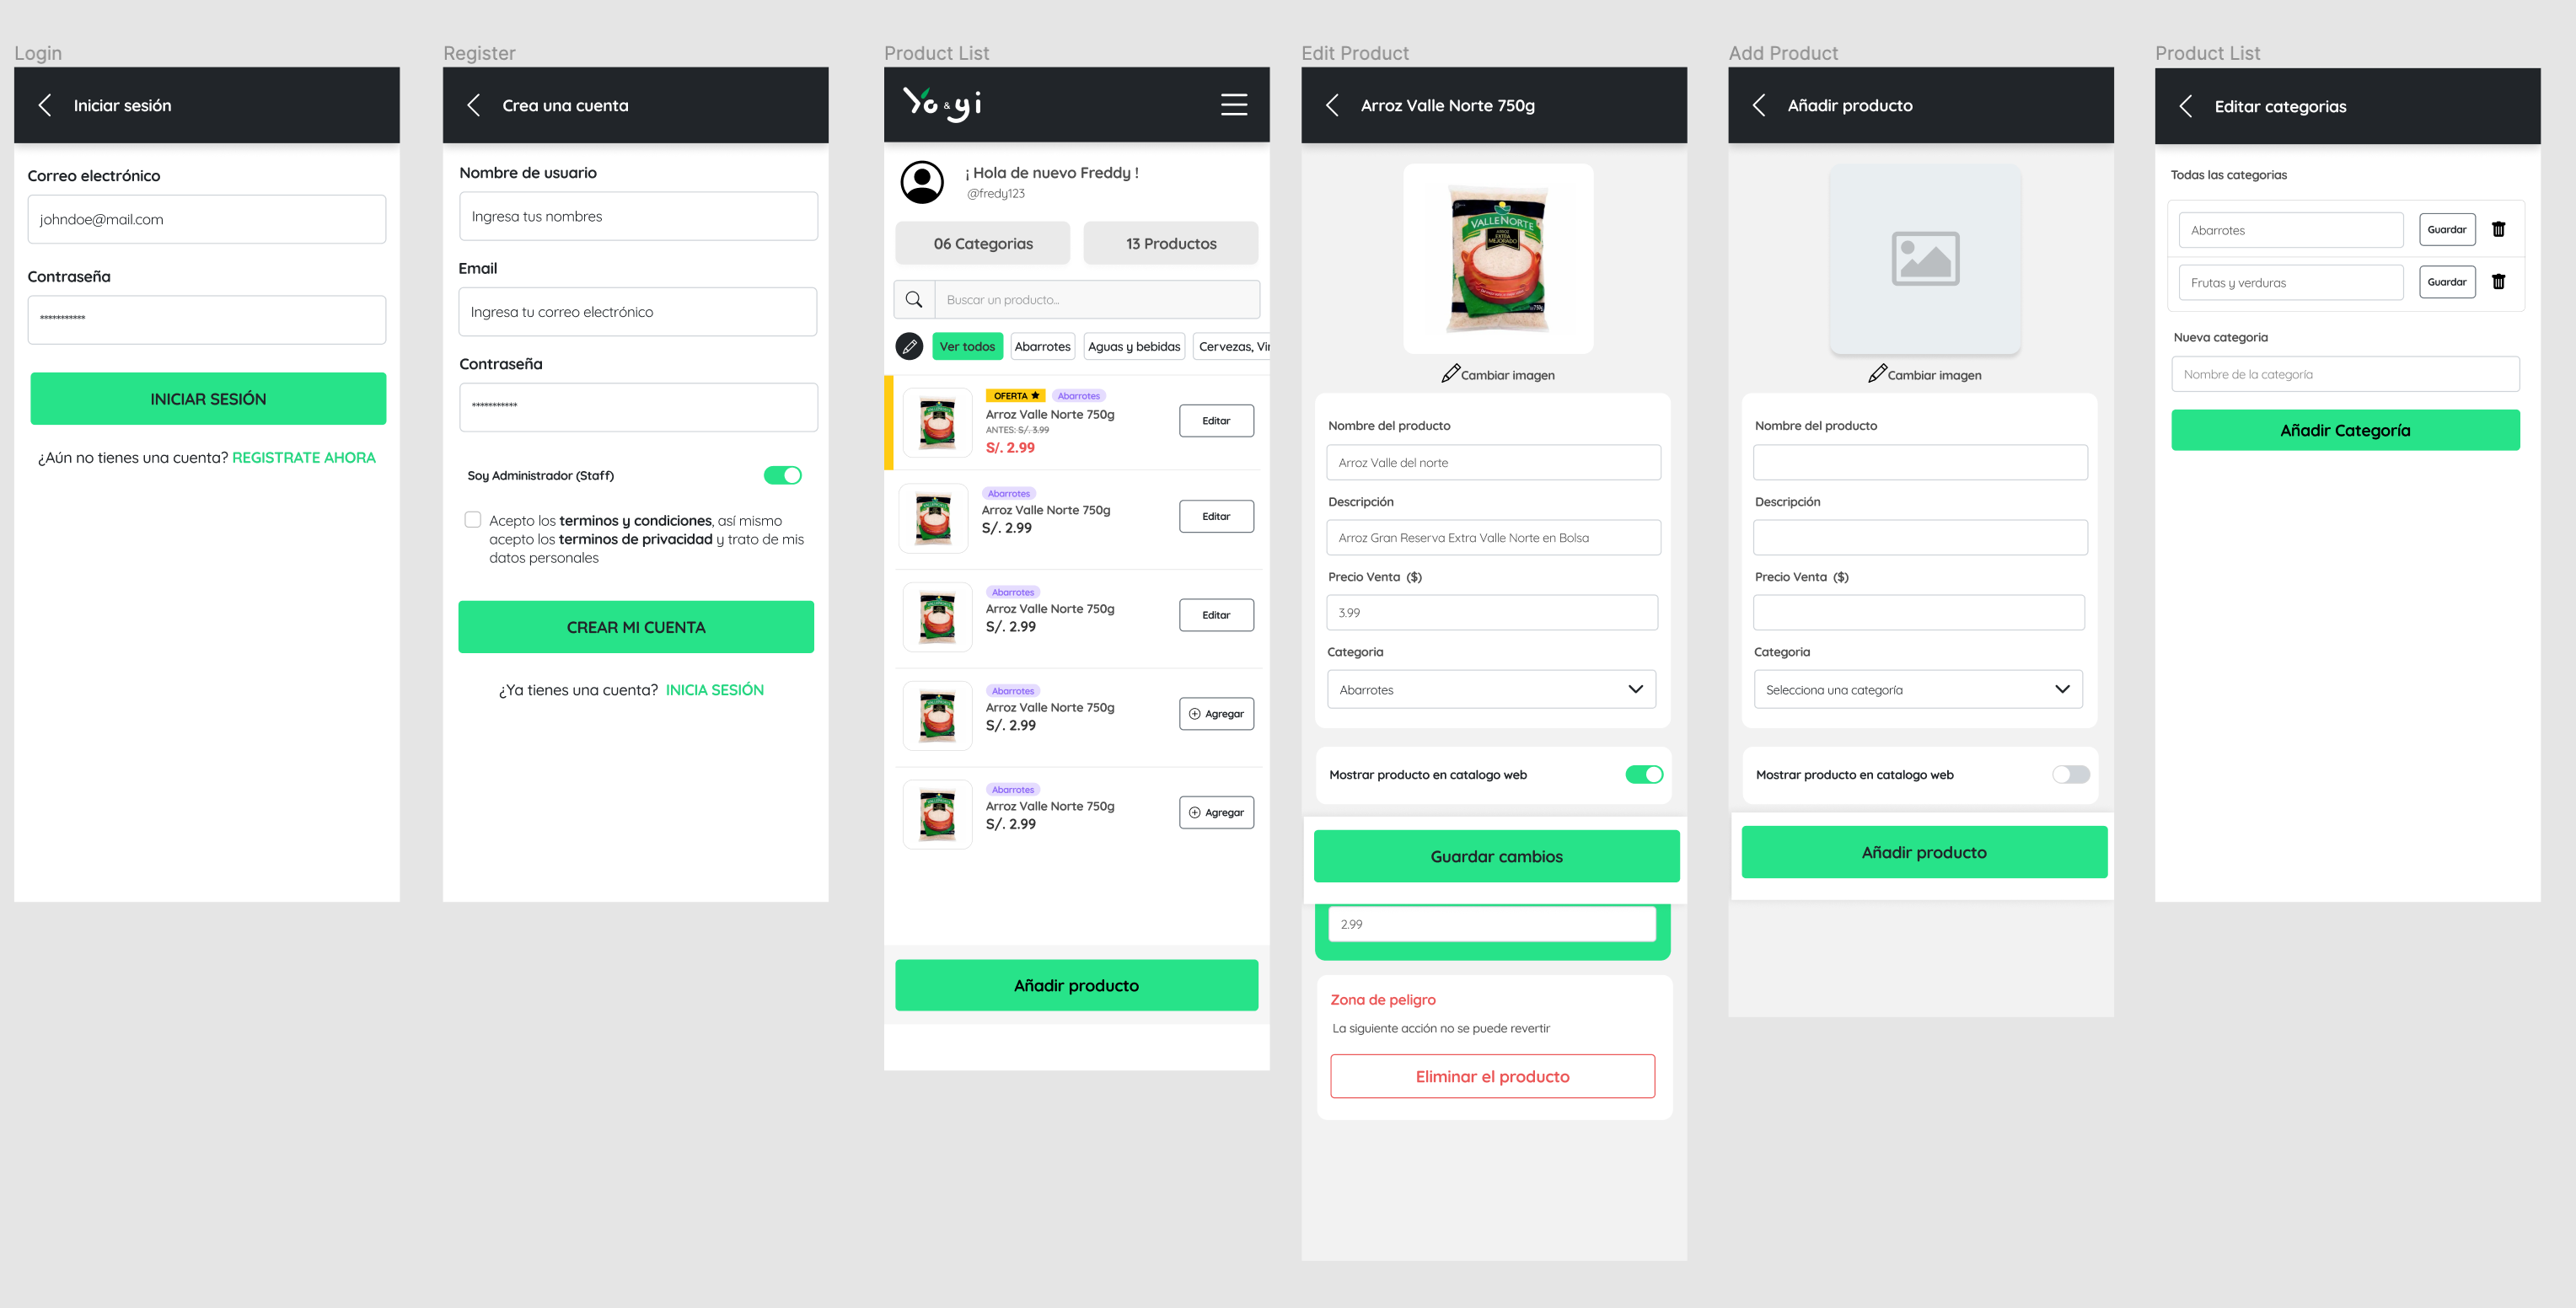 Login
Iniciar sesión
Correo electrónico
johndoe@mail.com
Contraseña
***********
INICIAR SESIÓN
¿Aún no tienes una cuenta? REGISTRATE AHORA
Register
Crea una cuenta
Nombre de usuario
Ingresa tus nombres
Email
Ingresa tu correo electrónico
Contraseña
***********
Soy Administrador (Staff)
Acepto los terminos y condiciones, así mismo
acepto los terminos de privacidad y trato de mis
datos personales
CREAR MI CUENTA
¿Ya tienes una cuenta? INICIA SESIÓN
Product List
Yo & yi
¡ Hola de nuevo Freddy !
@fredy123
06 Categorias
13 Productos
Buscar un producto...
Ver todos
Abarrotes
Aguas y bebidas
Cervezas, Vin
OFERTA ★
Abarrotes
Arroz Valle Norte 750g
ANTES: S/. 3.99
S/. 2.99
Editar
Abarrotes
Arroz Valle Norte 750g
S/. 2.99
Editar
Abarrotes
Arroz Valle Norte 750g
S/. 2.99
Editar
Abarrotes
Arroz Valle Norte 750g
S/. 2.99
Agregar
Abarrotes
Arroz Valle Norte 750g
S/. 2.99
Agregar
Añadir producto
Edit Product
Arroz Valle Norte 750g
VALLENORTE
ARROZ
EXTRA
MEJORADO
750g
Cambiar imagen
Nombre del producto
Arroz Valle del norte
Descripción
Arroz Gran Reserva Extra Valle Norte en Bolsa
Precio Venta ($)
3.99
Categoria
Abarrotes
Mostrar producto en catalogo web
Guardar cambios
2.99
Zona de peligro
La siguiente acción no se puede revertir
Eliminar el producto
Add Product
Añadir producto
Cambiar imagen
Nombre del producto
Descripción
Precio Venta ($)
Categoria
Selecciona una categoría
Mostrar producto en catalogo web
Añadir producto
Product List
Editar categorias
Todas las categorias
Abarrotes
Guardar
Frutas y verduras
Guardar
Nueva categoria
Nombre de la categoría
Añadir Categoría